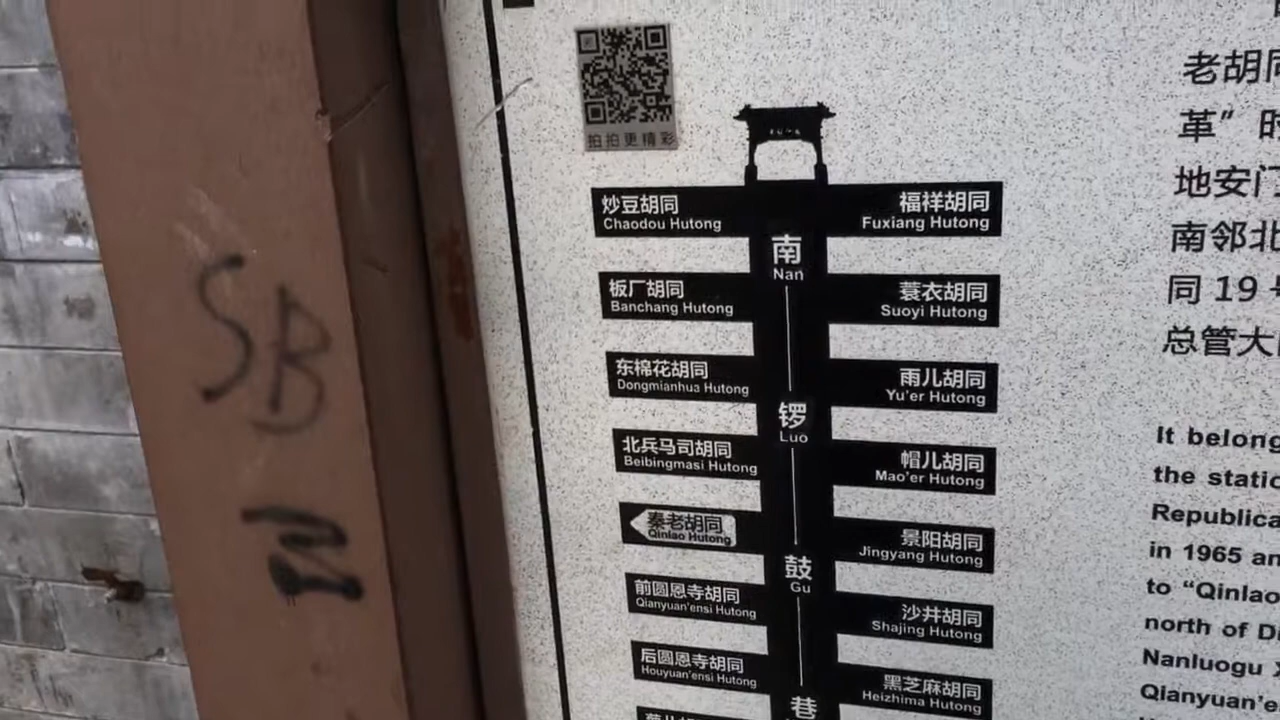 SB
拍拍更精彩
炒豆胡同
Chaodou Hutong
福祥胡同
Fuxiang Hutong
南
Nan
板厂胡同
Banchang Hutong
蓑衣胡同
Suoyi Hutong
东棉花胡同
Dongmianhua Hutong
雨儿胡同
Yu'er Hutong
锣
Luo
北兵马司胡同
Beibingmasi Hutong
帽儿胡同
Mao'er Hutong
秦老胡同
Qinlao Hutong
景阳胡同
Jingyang Hutong
鼓
Gu
前圆恩寺胡同
Qianyuan'ensi Hutong
沙井胡同
Shajing Hutong
后圆恩寺胡同
Houyuan'ensi Hutong
黑芝麻胡同
Heizhima Hutong
巷
老胡同
革”时
地安门
南邻北
同 19 号
总管大
It belong
the static
Republica
in 1965 an
to “Qinlao
north of Di
Nanluogu X
Qianyuan'e